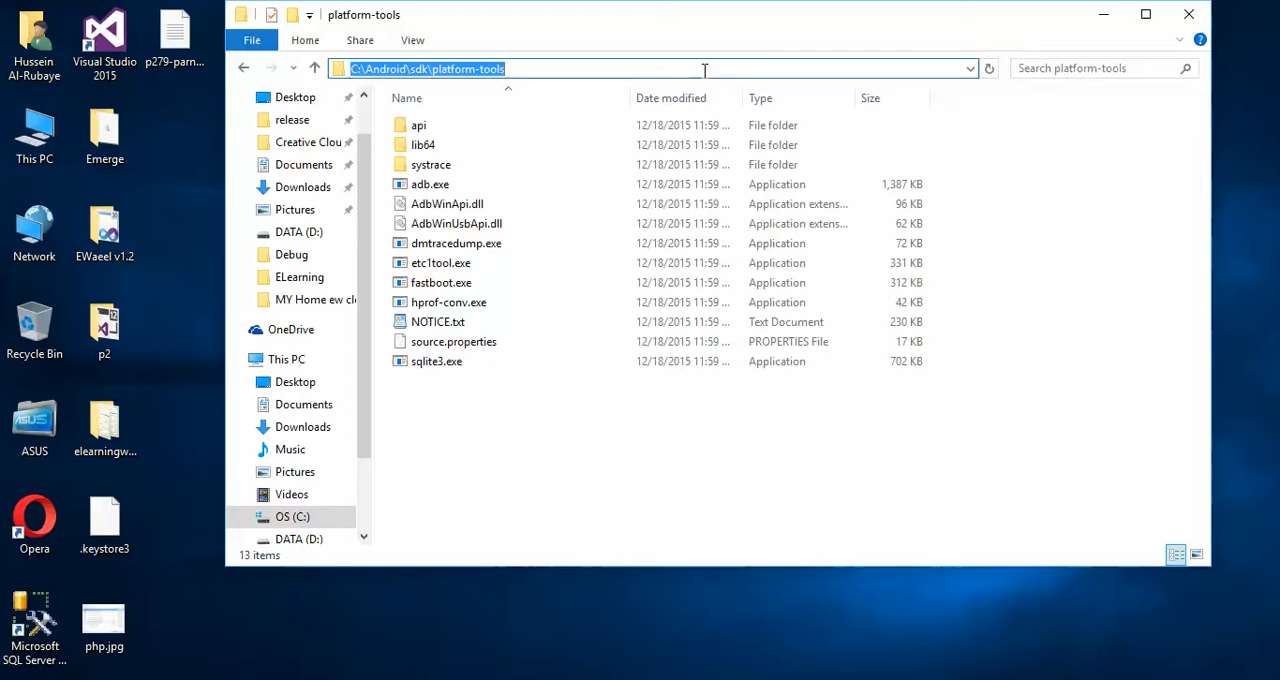 platform-tools
File Home Share View
C:\Android\sdk\platform-tools
Search platform-tools
Name Date modified Type Size
api 12/18/2015 11:59 ... File folder
lib64 12/18/2015 11:59 ... File folder
systrace 12/18/2015 11:59 ... File folder
adb.exe 12/18/2015 11:59 ... Application 1,387 KB
AdbWinApi.dll 12/18/2015 11:59 ... Application extens... 96 KB
AdbWinUsbApi.dll 12/18/2015 11:59 ... Application extens... 62 KB
dmtracedump.exe 12/18/2015 11:59 ... Application 72 KB
etc1tool.exe 12/18/2015 11:59 ... Application 331 KB
fastboot.exe 12/18/2015 11:59 ... Application 312 KB
hprof-conv.exe 12/18/2015 11:59 ... Application 42 KB
NOTICE.txt 12/18/2015 11:59 ... Text Document 230 KB
source.properties 12/18/2015 11:59 ... PROPERTIES File 17 KB
sqlite3.exe 12/18/2015 11:59 ... Application 702 KB
Desktop
release
Creative Clou
Documents
Downloads
Pictures
DATA (D:)
Debug
ELearning
MY Home ew cl
OneDrive
This PC
Desktop
Documents
Downloads
Music
Pictures
Videos
OS (C:)
DATA (D:)
13 items
Hussein
Al-Rubaye
Visual Studio
2015
p279-parn...
This PC
Emerge
Network
EWaeel v1.2
Recycle Bin
p2
ASUS
elearningw...
Opera
.keystore3
Microsoft
SQL Server ...
php.jpg